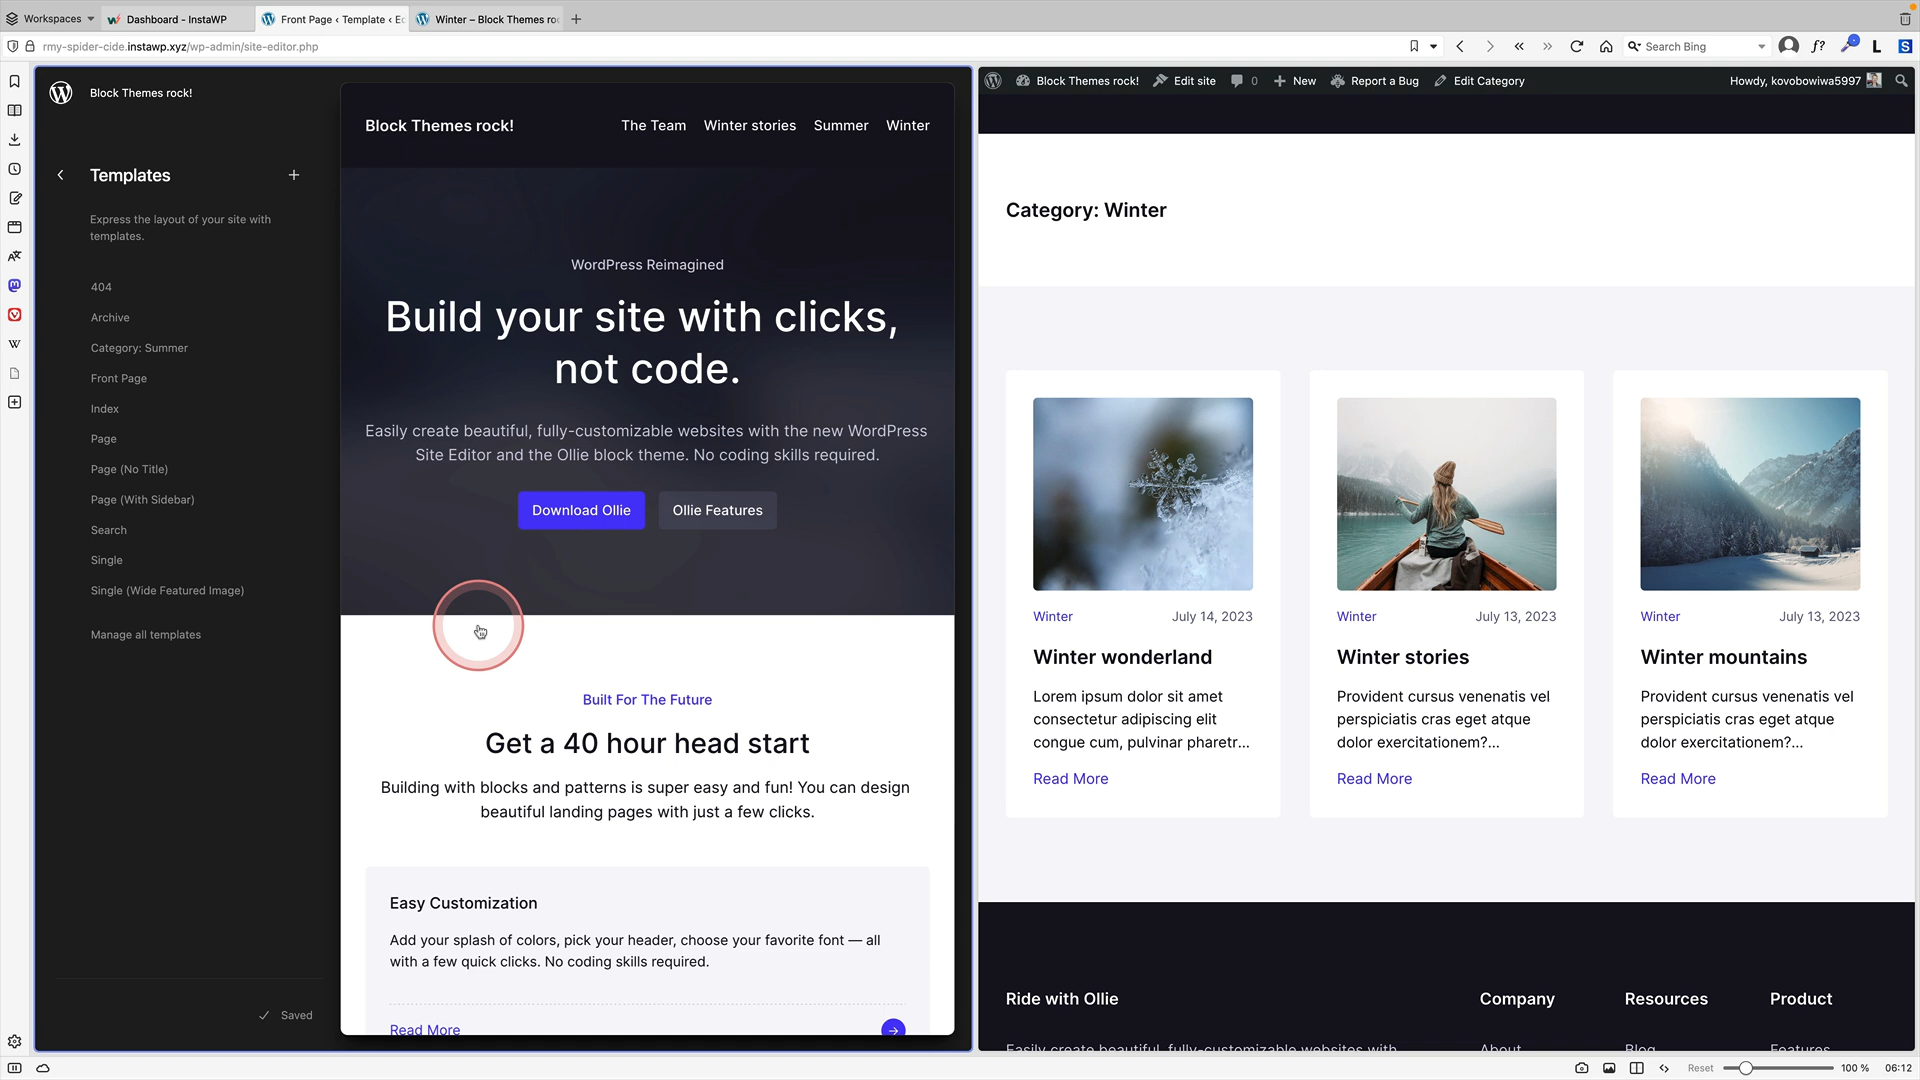 Workspaces
Dashboard - InstaWP
Front Page ‹ Template ‹ Ec
Winter – Block Themes ro
rmy-spider-cide.instawp.xyz/wp-admin/site-editor.php
Search Bing
f?
L
S
Block Themes rock!
Templates
Express the layout of your site with
templates.
404
Archive
Category: Summer
Front Page
Index
Page
Page (No Title)
Page (With Sidebar)
Search
Single
Single (Wide Featured Image)
Manage all templates
Saved
Block Themes rock!
The Team
Winter stories
Summer
Winter
WordPress Reimagined
Build your site with clicks,
not code.
Easily create beautiful, fully-customizable websites with the new WordPress
Site Editor and the Ollie block theme. No coding skills required.
Download Ollie
Ollie Features
Built For The Future
Get a 40 hour head start
Building with blocks and patterns is super easy and fun! You can design
beautiful landing pages with just a few clicks.
Easy Customization
Add your splash of colors, pick your header, choose your favorite font — all
with a few quick clicks. No coding skills required.
Read More
Block Themes rock!
Edit site
0
New
Report a Bug
Edit Category
Howdy, kovobowiwa5997
Category: Winter
Winter
July 14, 2023
Winter wonderland
Lorem ipsum dolor sit amet
consectetur adipiscing elit
congue cum, pulvinar pharetr...
Read More
Winter
July 13, 2023
Winter stories
Provident cursus venenatis vel
perspiciatis cras eget atque
dolor exercitationem?...
Read More
Winter
July 13, 2023
Winter mountains
Provident cursus venenatis vel
perspiciatis cras eget atque
dolor exercitationem?...
Read More
Ride with Ollie
Company
Resources
Product
Easily create beautiful, fully-customizable websites with
About
Blog
Features
Reset
100 %
06:12